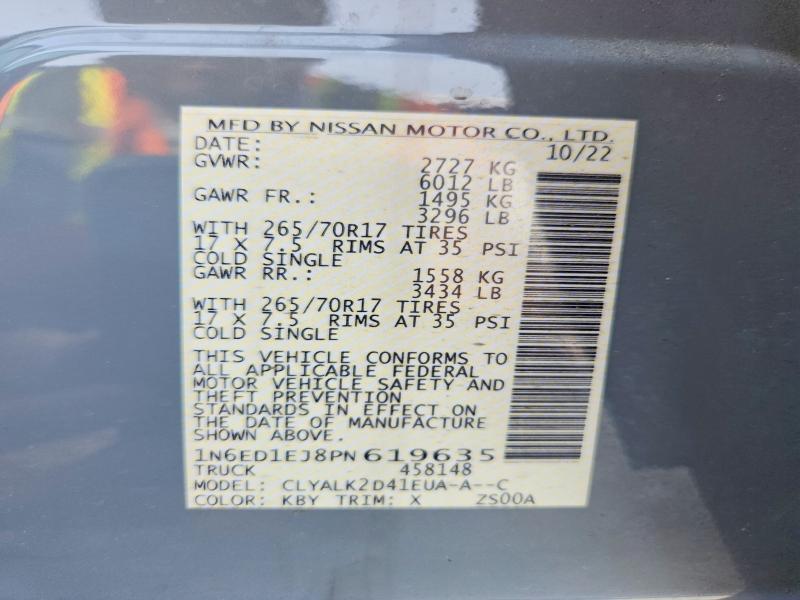 MFD BY NISSAN MOTOR CO., LTD.
DATE: 10/22
GVWR: 2727 KG
6012 LB
GAWR FR.: 1495 KG
3296 LB
WITH 265/70R17 TIRES
17 X 7.5 RIMS AT 35 PSI
COLD SINGLE
GAWR RR.: 1558 KG
3434 LB
WITH 265/70R17 TIRES
17 X 7.5 RIMS AT 35 PSI
COLD SINGLE
THIS VEHICLE CONFORMS TO
ALL APPLICABLE FEDERAL
MOTOR VEHICLE SAFETY AND
THEFT PREVENTION
STANDARDS IN EFFECT ON
THE DATE OF MANUFACTURE
SHOWN ABOVE.
1N6ED1EJ8PN619635
TRUCK 458148
MODEL: CLYALK2D41EUA-A--C
COLOR: KBY TRIM: X ZS00A